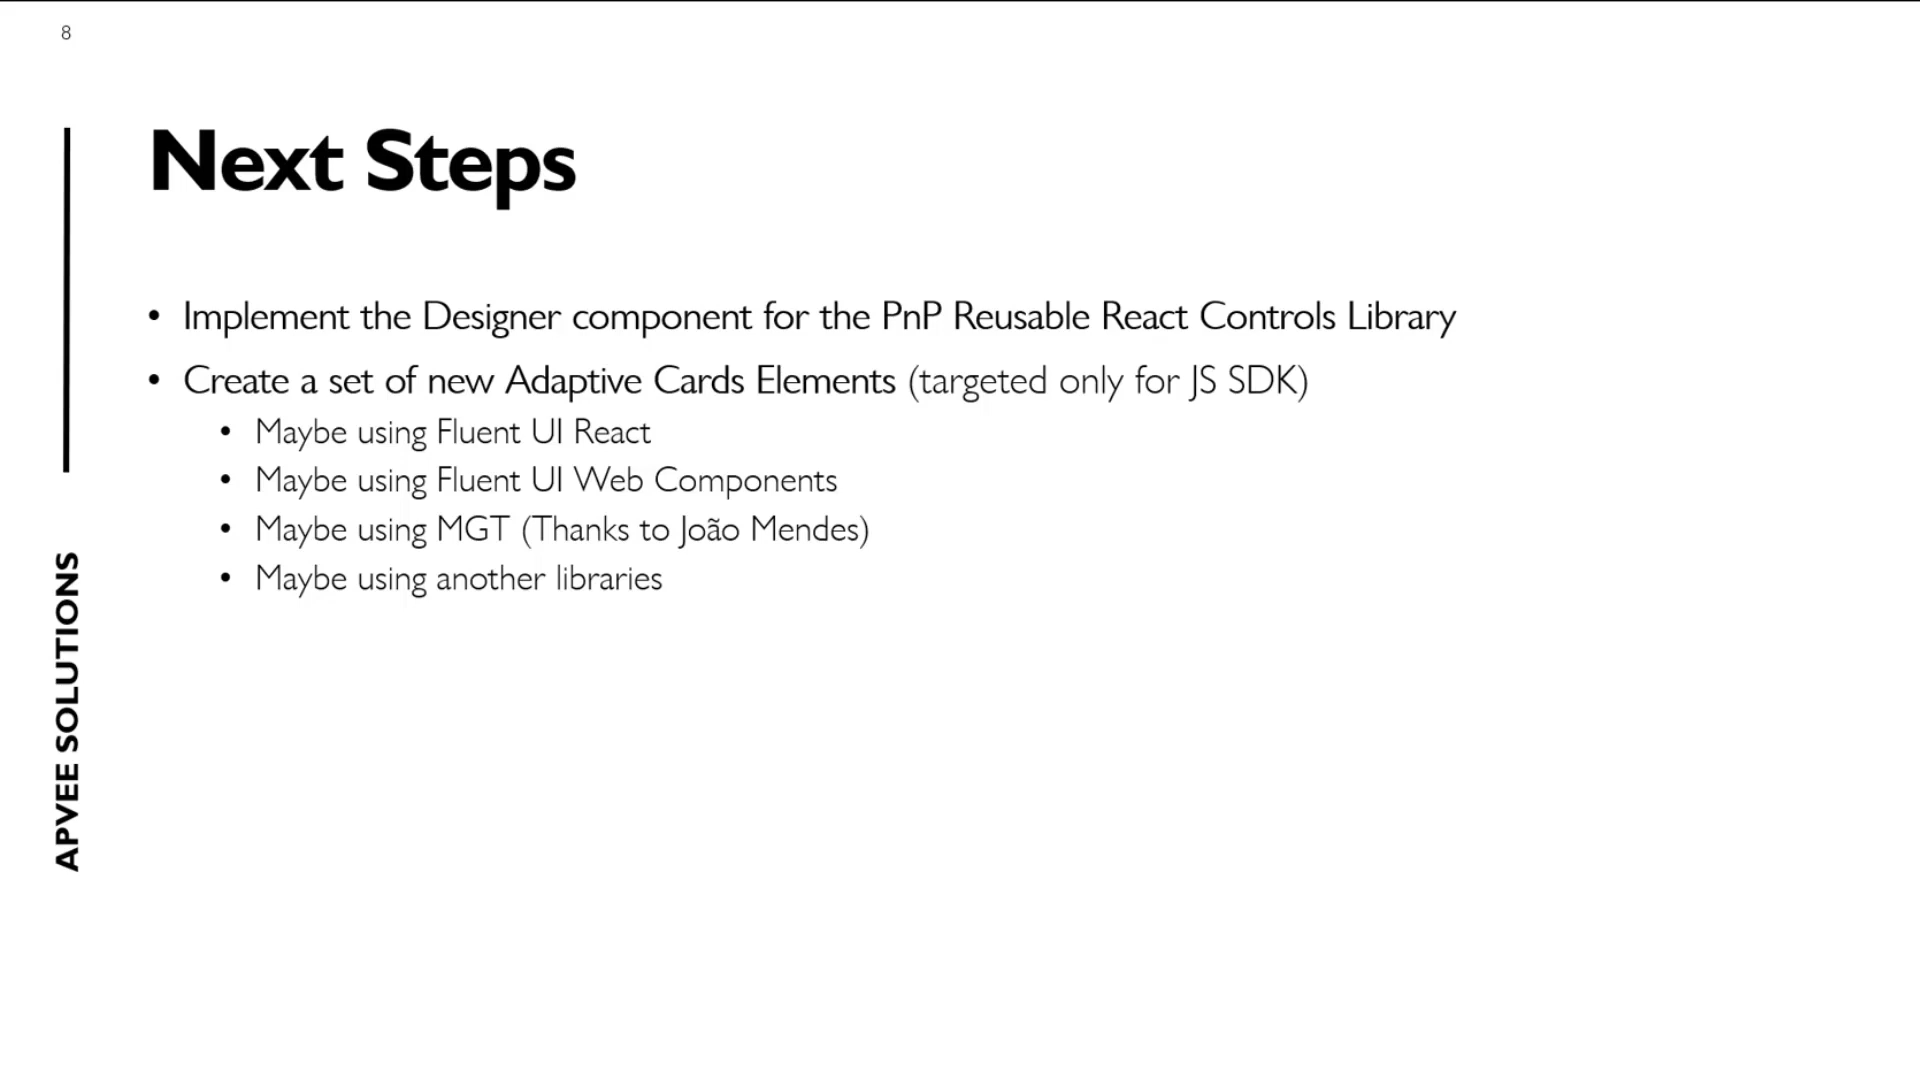 8
Next Steps
• Implement the Designer component for the PnP Reusable React Controls Library
• Create a set of new Adaptive Cards Elements (targeted only for JS SDK)
• Maybe using Fluent UI React
• Maybe using Fluent UI Web Components
• Maybe using MGT (Thanks to João Mendes)
• Maybe using another libraries
APVEE SOLUTIONS